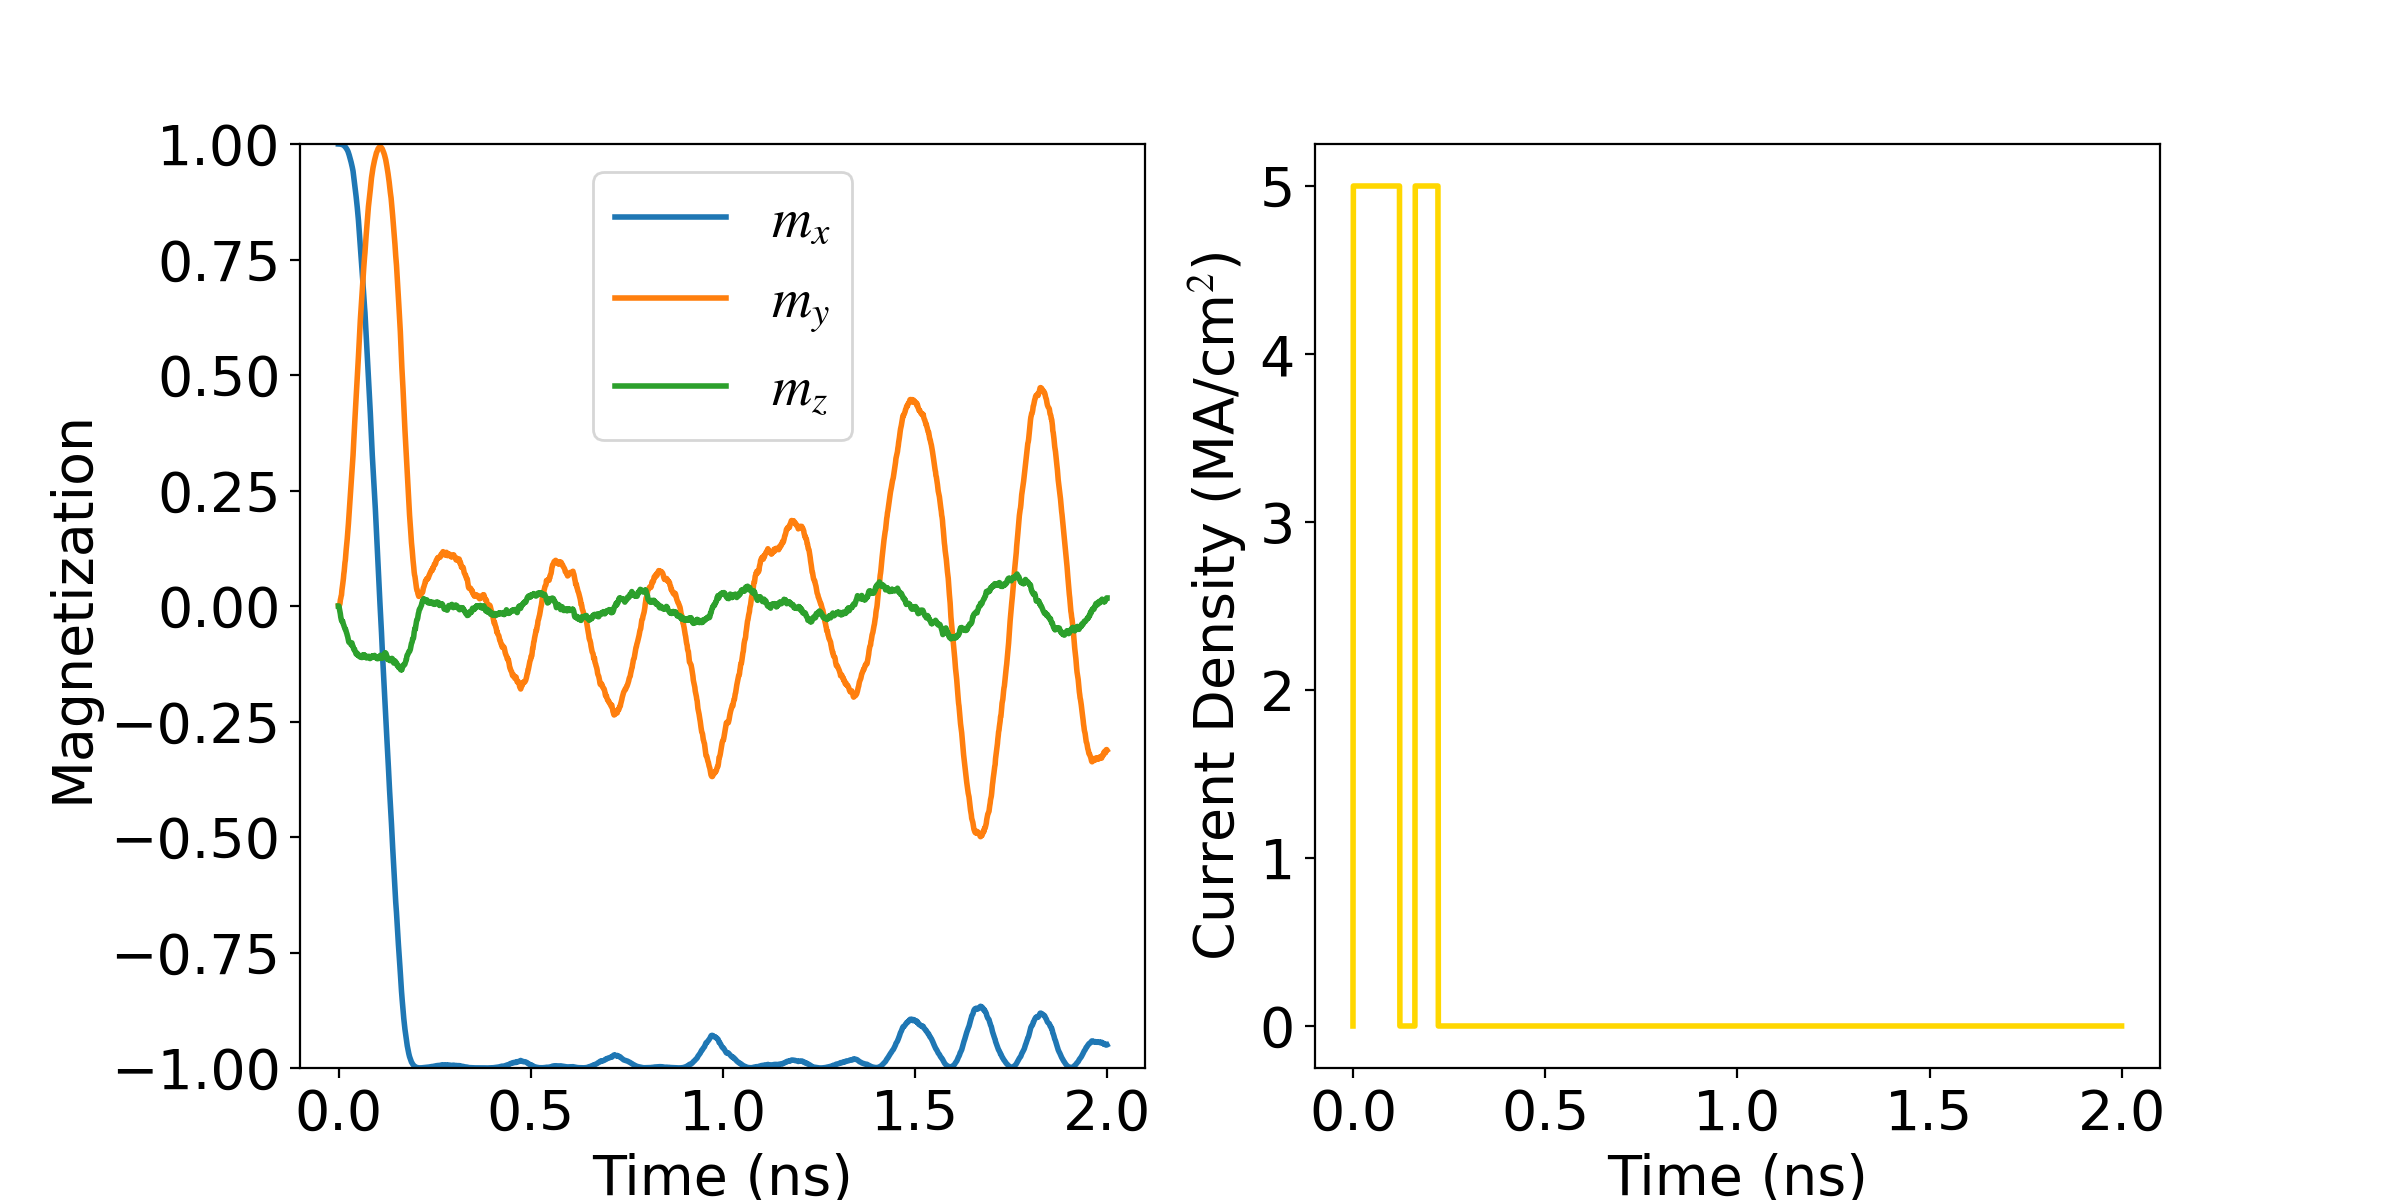 1.00
0.75
0.50
0.25
0.00
−0.25
−0.50
−0.75
−1.00
Magnetization
m_x
m_y
m_z
0.0 0.5 1.0 1.5 2.0
Time (ns)
5
4
3
2
1
0
Current Density (MA/cm²)
0.0 0.5 1.0 1.5 2.0
Time (ns)